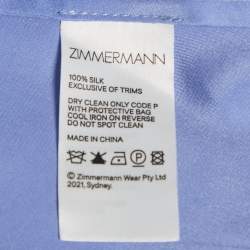 ZIMMERMANN
100% SILK
EXCLUSIVE OF TRIMS
DRY CLEAN ONLY CODE P
WITH PROTECTIVE BAG
COOL IRON ON REVERSE
DO NOT SPOT CLEAN
MADE IN CHINA
© Zimmermann Wear Pty Ltd
2021, Sydney.